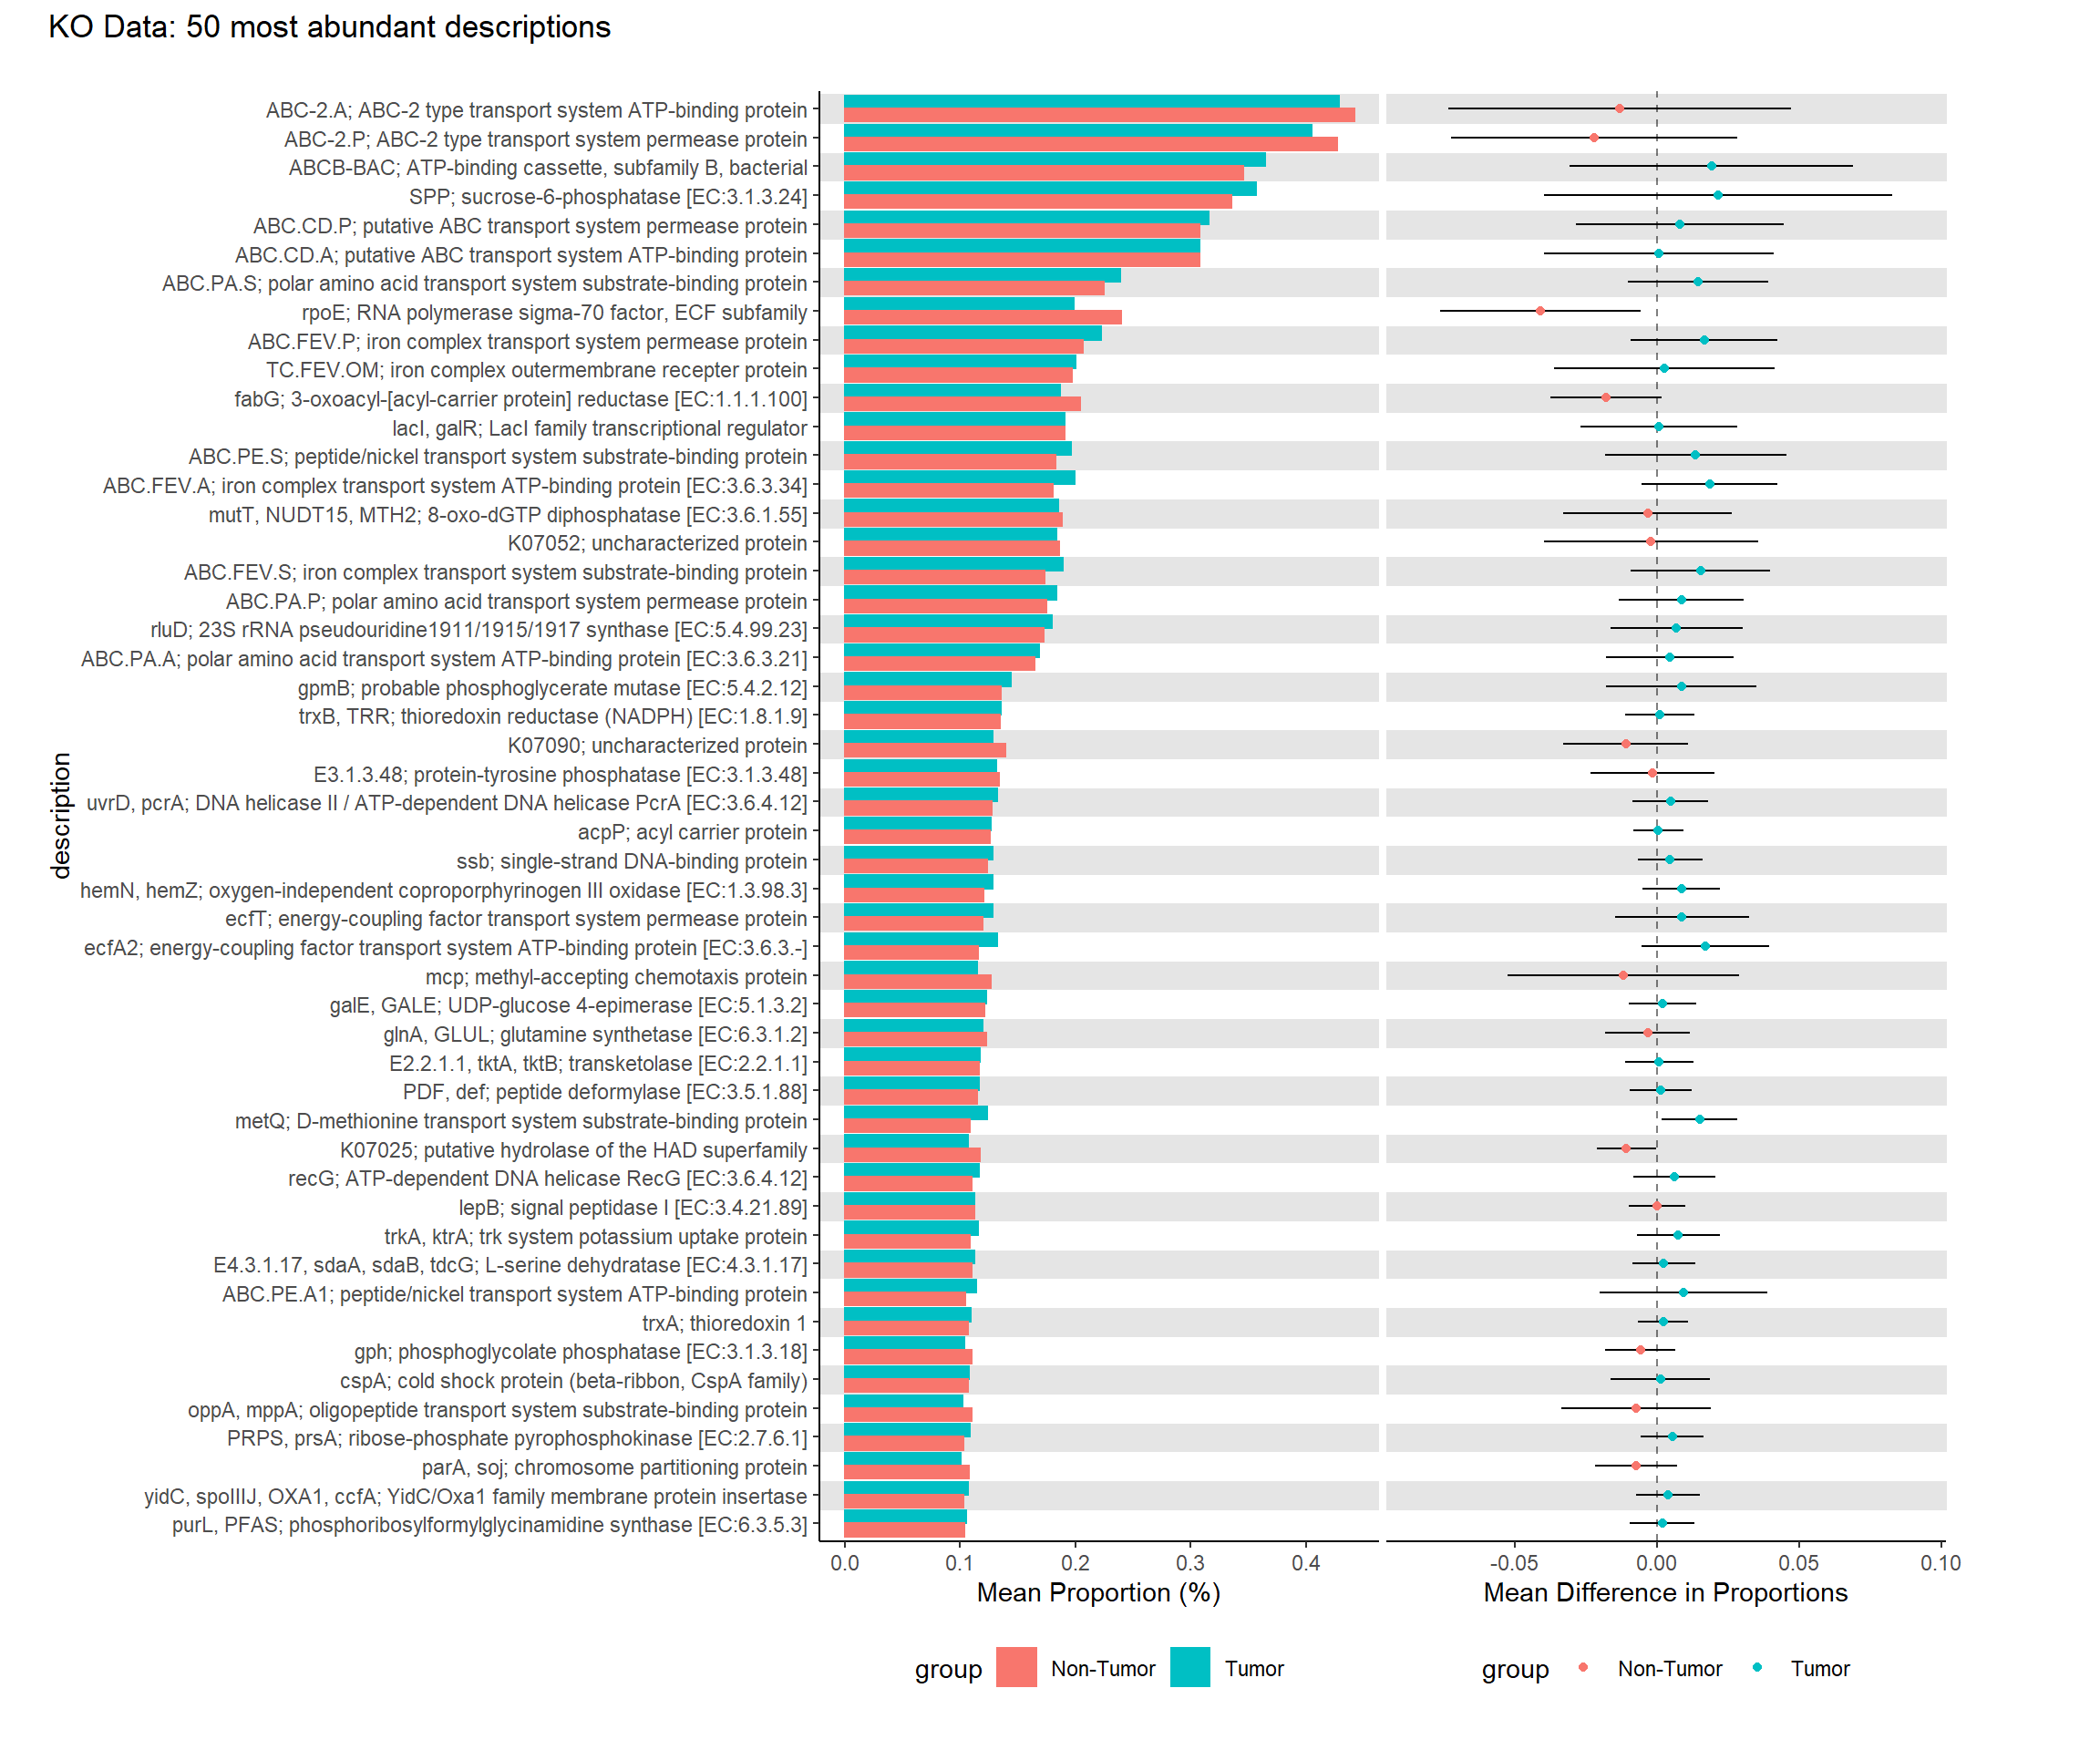 KO Data: 50 most abundant descriptions
description
ABC-2.A; ABC-2 type transport system ATP-binding protein
ABC-2.P; ABC-2 type transport system permease protein
ABCB-BAC; ATP-binding cassette, subfamily B, bacterial
SPP; sucrose-6-phosphatase [EC:3.1.3.24]
ABC.CD.P; putative ABC transport system permease protein
ABC.CD.A; putative ABC transport system ATP-binding protein
ABC.PA.S; polar amino acid transport system substrate-binding protein
rpoE; RNA polymerase sigma-70 factor, ECF subfamily
ABC.FEV.P; iron complex transport system permease protein
TC.FEV.OM; iron complex outermembrane recepter protein
fabG; 3-oxoacyl-[acyl-carrier protein] reductase [EC:1.1.1.100]
lacI, galR; LacI family transcriptional regulator
ABC.PE.S; peptide/nickel transport system substrate-binding protein
ABC.FEV.A; iron complex transport system ATP-binding protein [EC:3.6.3.34]
mutT, NUDT15, MTH2; 8-oxo-dGTP diphosphatase [EC:3.6.1.55]
K07052; uncharacterized protein
ABC.FEV.S; iron complex transport system substrate-binding protein
ABC.PA.P; polar amino acid transport system permease protein
rluD; 23S rRNA pseudouridine1911/1915/1917 synthase [EC:5.4.99.23]
ABC.PA.A; polar amino acid transport system ATP-binding protein [EC:3.6.3.21]
gpmB; probable phosphoglycerate mutase [EC:5.4.2.12]
trxB, TRR; thioredoxin reductase (NADPH) [EC:1.8.1.9]
K07090; uncharacterized protein
E3.1.3.48; protein-tyrosine phosphatase [EC:3.1.3.48]
uvrD, pcrA; DNA helicase II / ATP-dependent DNA helicase PcrA [EC:3.6.4.12]
acpP; acyl carrier protein
ssb; single-strand DNA-binding protein
hemN, hemZ; oxygen-independent coproporphyrinogen III oxidase [EC:1.3.98.3]
ecfT; energy-coupling factor transport system permease protein
ecfA2; energy-coupling factor transport system ATP-binding protein [EC:3.6.3.-]
mcp; methyl-accepting chemotaxis protein
galE, GALE; UDP-glucose 4-epimerase [EC:5.1.3.2]
glnA, GLUL; glutamine synthetase [EC:6.3.1.2]
E2.2.1.1, tktA, tktB; transketolase [EC:2.2.1.1]
PDF, def; peptide deformylase [EC:3.5.1.88]
metQ; D-methionine transport system substrate-binding protein
K07025; putative hydrolase of the HAD superfamily
recG; ATP-dependent DNA helicase RecG [EC:3.6.4.12]
lepB; signal peptidase I [EC:3.4.21.89]
trkA, ktrA; trk system potassium uptake protein
E4.3.1.17, sdaA, sdaB, tdcG; L-serine dehydratase [EC:4.3.1.17]
ABC.PE.A1; peptide/nickel transport system ATP-binding protein
trxA; thioredoxin 1
gph; phosphoglycolate phosphatase [EC:3.1.3.18]
cspA; cold shock protein (beta-ribbon, CspA family)
oppA, mppA; oligopeptide transport system substrate-binding protein
PRPS, prsA; ribose-phosphate pyrophosphokinase [EC:2.7.6.1]
parA, soj; chromosome partitioning protein
yidC, spoIIIJ, OXA1, ccfA; YidC/Oxa1 family membrane protein insertase
purL, PFAS; phosphoribosylformylglycinamidine synthase [EC:6.3.5.3]
0.0 0.1 0.2 0.3 0.4
Mean Proportion (%)
-0.05 0.00 0.05 0.10
Mean Difference in Proportions
group Non-Tumor Tumor
group Non-Tumor Tumor